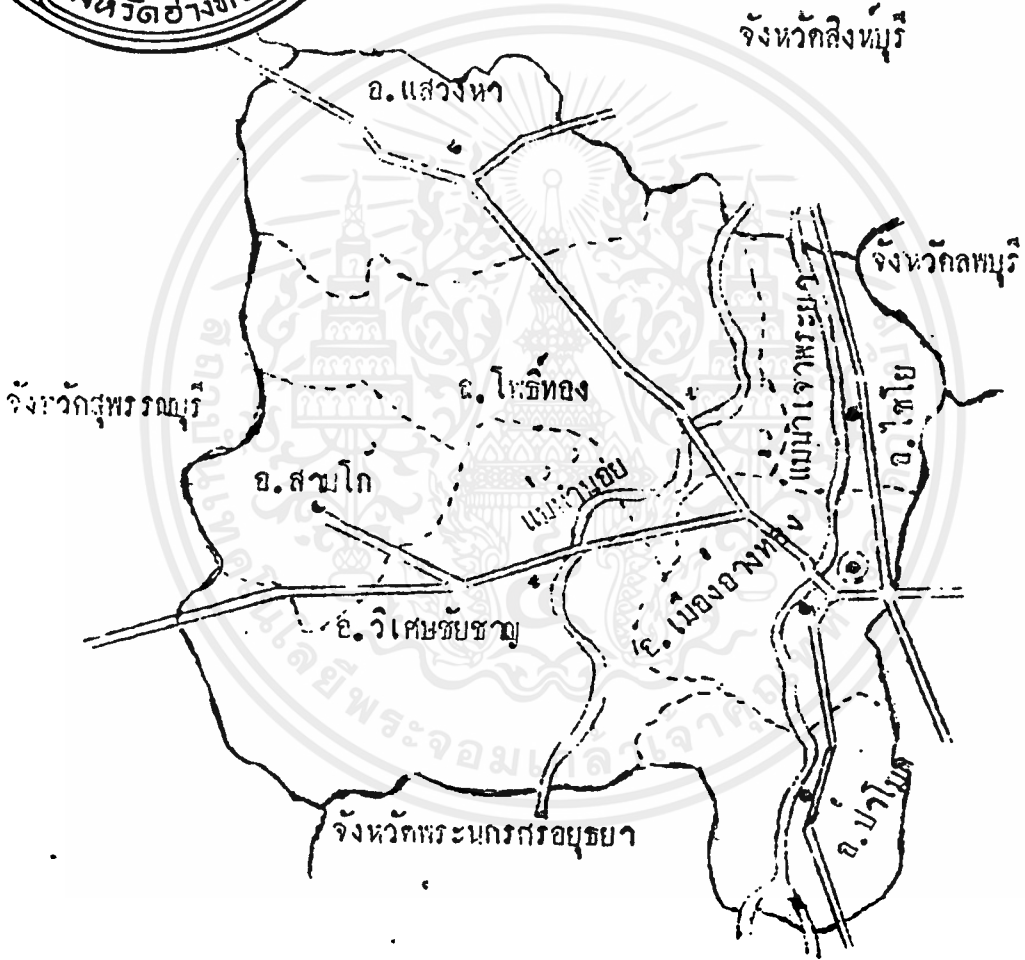 จังหวัดสิงห์บุรี
อ.แสวงหา
จังหวัดลพบุรี
แม่น้ำเจ้าพระยา
อ.ไชโย
จังหวัดสุพรรณบุรี
อ.โพธิ์ทอง
อ.สามโก้
แม่น้ำน้อย
อ.เมืองอ่างทอง
อ.วิเศษชัยชาญ
จังหวัดพระนครศรีอยุธยา
อ.ป่าโมก